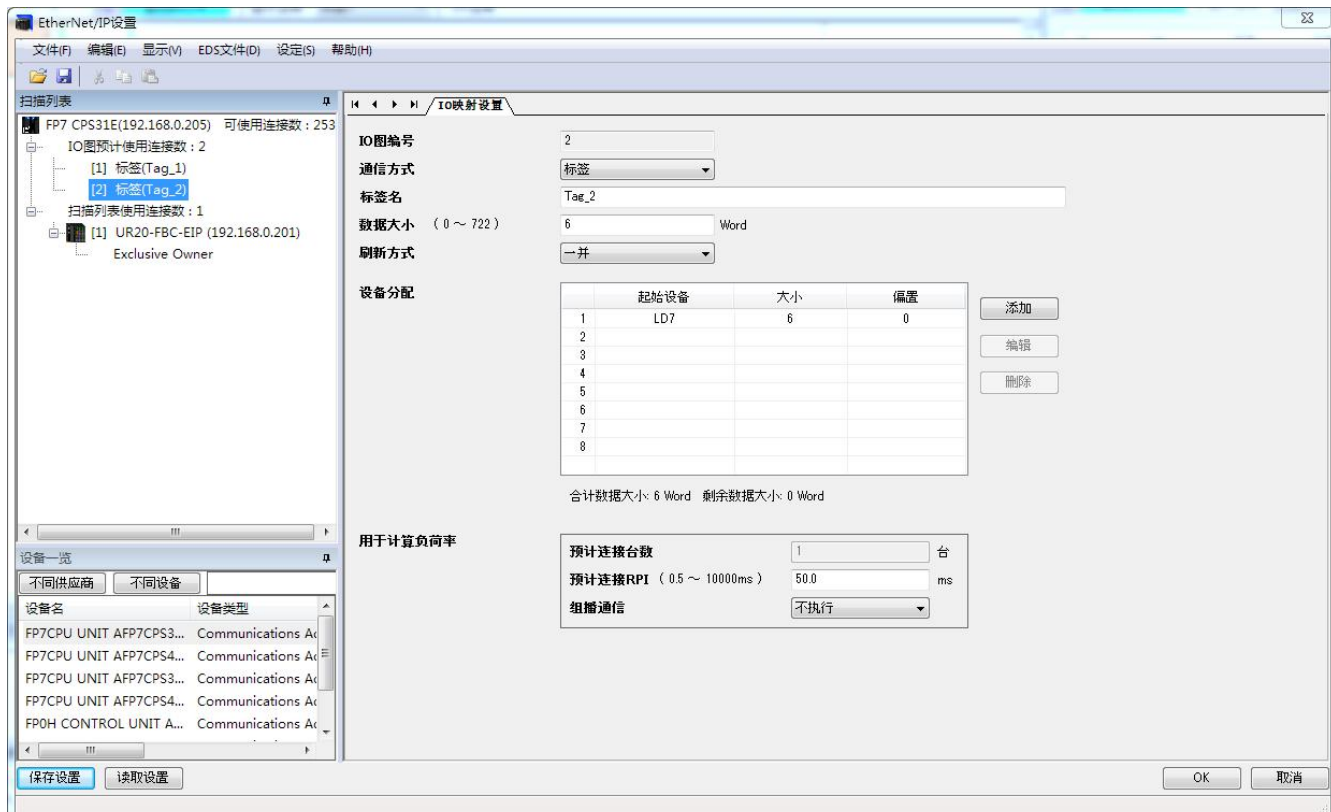 EtherNet/IP设置
文件(F) 编辑(E) 显示(V) EDS文件(D) 设定(S) 帮助(H)
扫描列表
FP7 CPS31E(192.168.0.205) 可使用连接数 : 253
IO图预计使用连接数 : 2
[1] 标签(Tag_1)
[2] 标签(Tag_2)
扫描列表使用连接数 : 1
[1] UR20-FBC-EIP (192.168.0.201)
Exclusive Owner
设备一览
不同供应商 不同设备
设备名 设备类型
FP7CPU UNIT AFP7CPS3... Communications Ac
FP7CPU UNIT AFP7CPS4... Communications Ac
FP7CPU UNIT AFP7CPS3... Communications Ac
FP7CPU UNIT AFP7CPS4... Communications Ac
FP0H CONTROL UNIT A... Communications Ac
IO映射设置
IO图编号 2
通信方式 标签
标签名 Tag_2
数据大小 ( 0 ~ 722 ) 6 Word
刷新方式 一并
设备分配
起始设备 大小 偏置
1 LD7 6 0
2
3
4
5
6
7
8
添加
编辑
删除
合计数据大小: 6 Word 剩余数据大小: 0 Word
用于计算负荷率
预计连接台数 1 台
预计连接RPI ( 0.5 ~ 10000ms ) 50.0 ms
组播通信 不执行
保存设置 读取设置 OK 取消